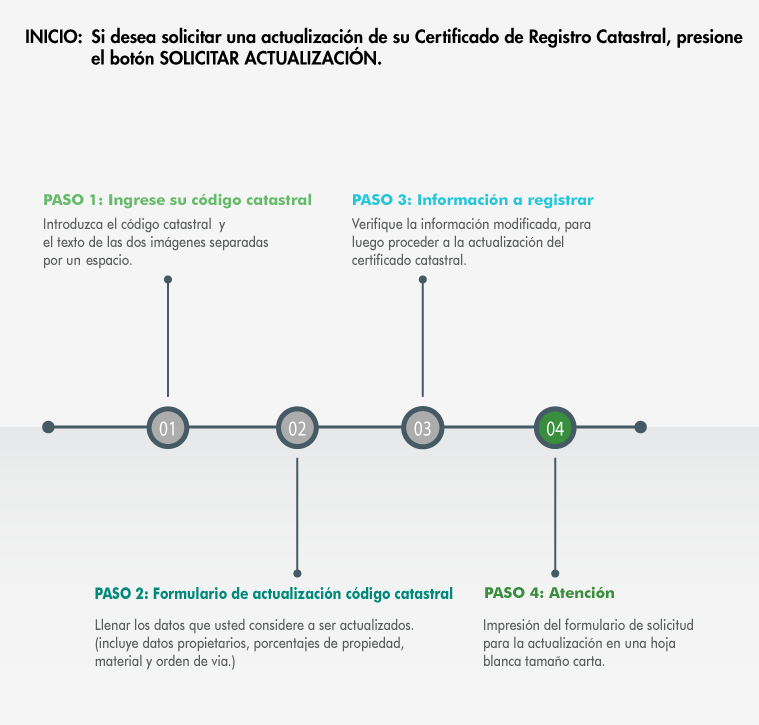 INICIO: Si desea solicitar una actualización de su Certificado de Registro Catastral, presione
el botón SOLICITAR ACTUALIZACIÓN.
PASO 1: Ingrese su código catastral
Introduzca el código catastral y
el texto de las dos imágenes separadas
por un espacio.
PASO 3: Información a registrar
Verifique la información modificada, para
luego proceder a la actualización del
certificado catastral.
01
02
03
04
PASO 2: Formulario de actualización código catastral
Llenar los datos que usted considere a ser actualizados.
(incluye datos propietarios, porcentajes de propiedad,
material y orden de via.)
PASO 4: Atención
Impresión del formulario de solicitud
para la actualización en una hoja
blanca tamaño carta.